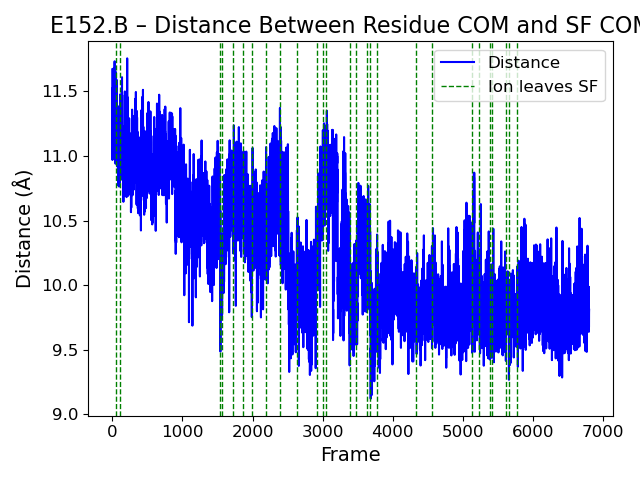 E152.B – Distance Between Residue COM and SF COM
Distance
Ion leaves SF
11.5
11.0
10.5
10.0
9.5
9.0
Distance (Å)
0 1000 2000 3000 4000 5000 6000 7000
Frame